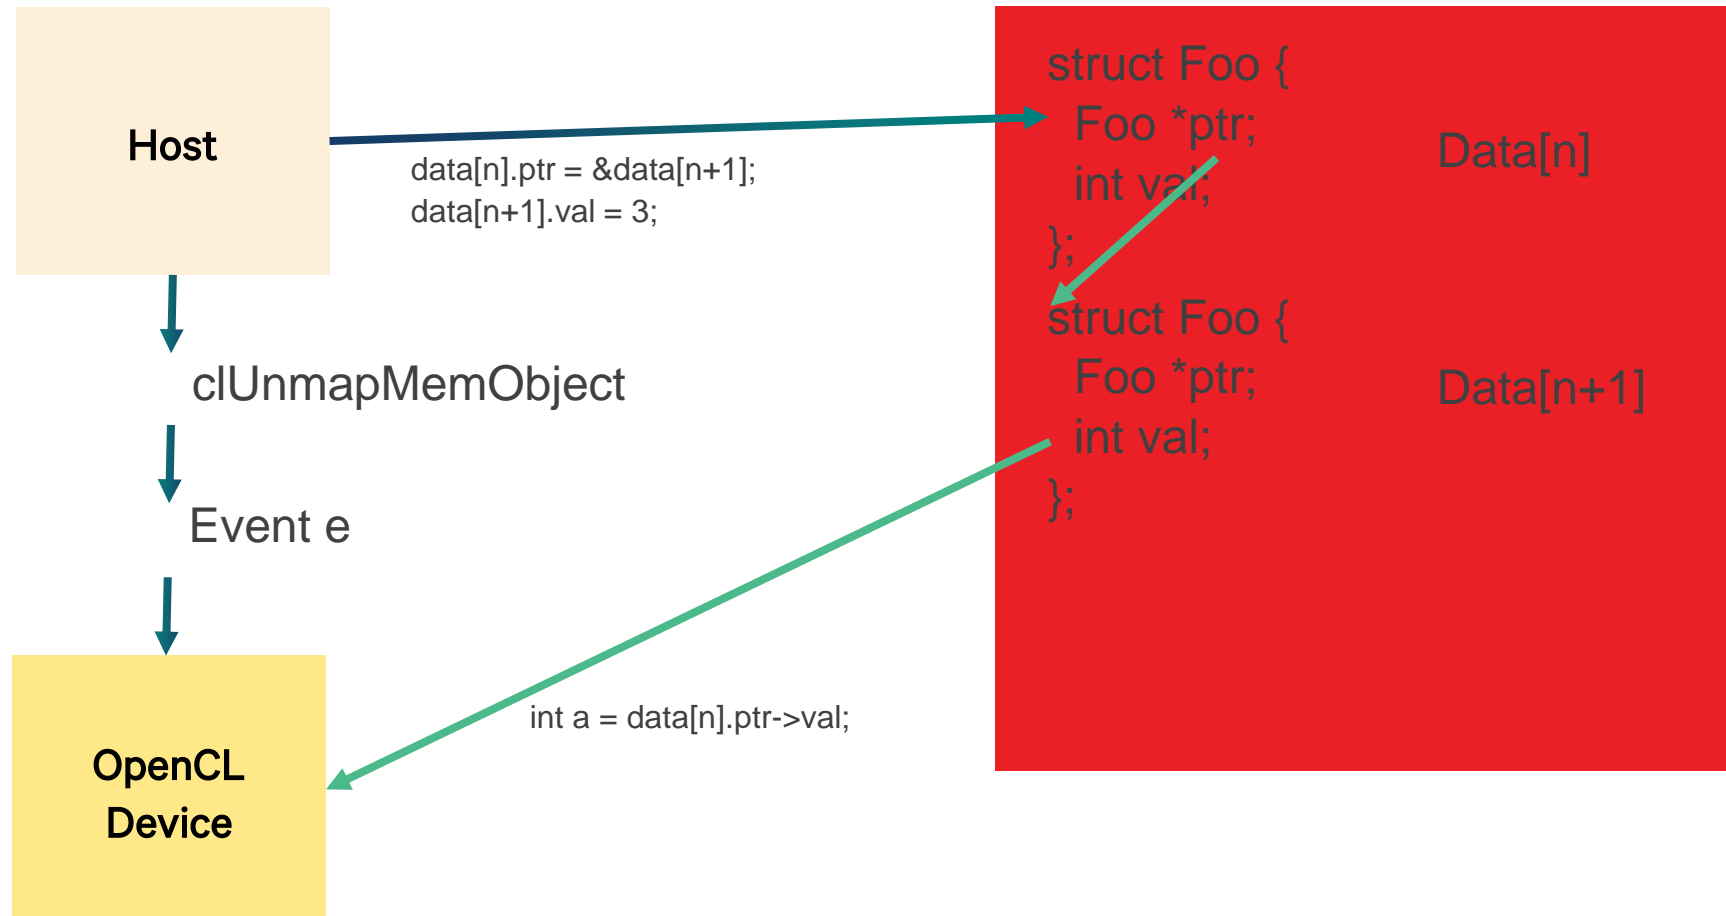 Host
data[n].ptr = &data[n+1];
data[n+1].val = 3;
clUnmapMemObject
Event e
OpenCL
Device
int a = data[n].ptr->val;
struct Foo {
Foo *ptr;
int val;
};
Data[n]
struct Foo {
Foo *ptr;
int val;
};
Data[n+1]